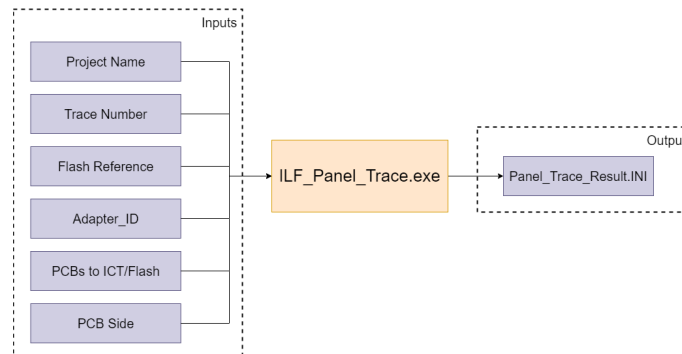 Inputs
Project Name
Trace Number
Flash Reference
Adapter_ID
PCBs to ICT/Flash
PCB Side
ILF_Panel_Trace.exe
Outpu
Panel_Trace_Result.INI